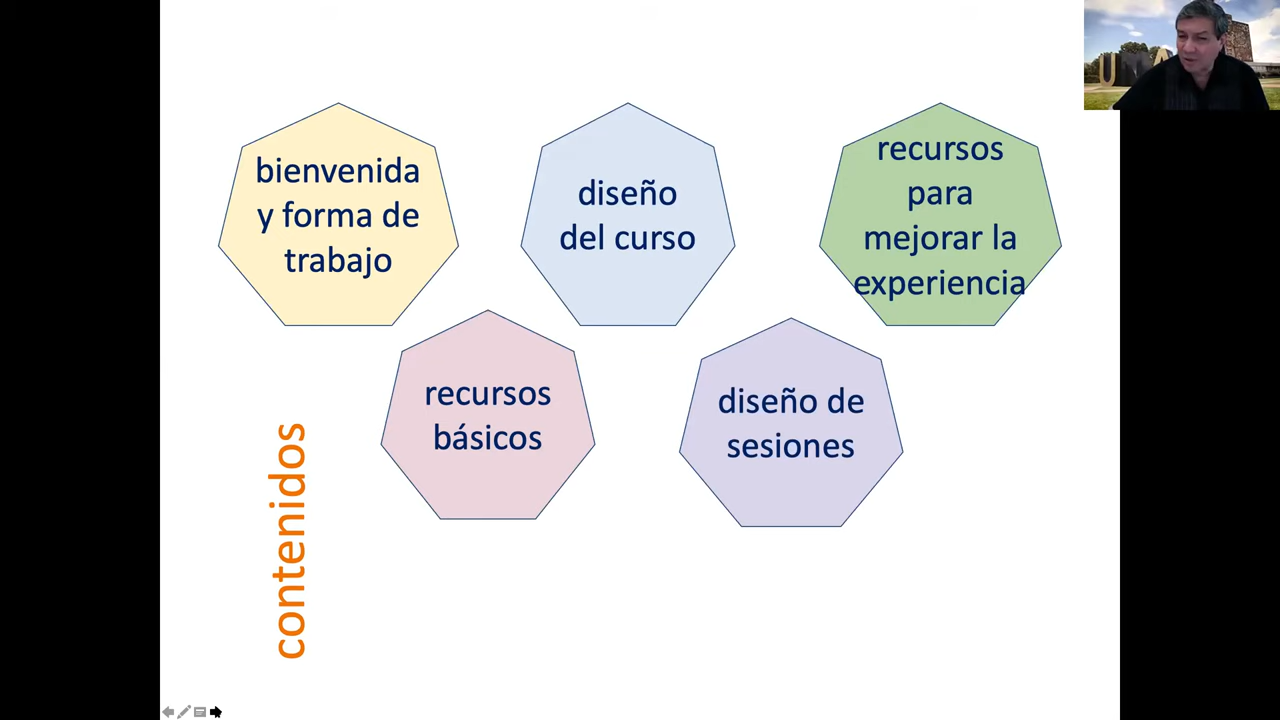 bienvenida
y forma de
trabajo
diseño
del curso
recursos
para
mejorar la
experiencia
recursos
básicos
diseño de
sesiones
contenidos